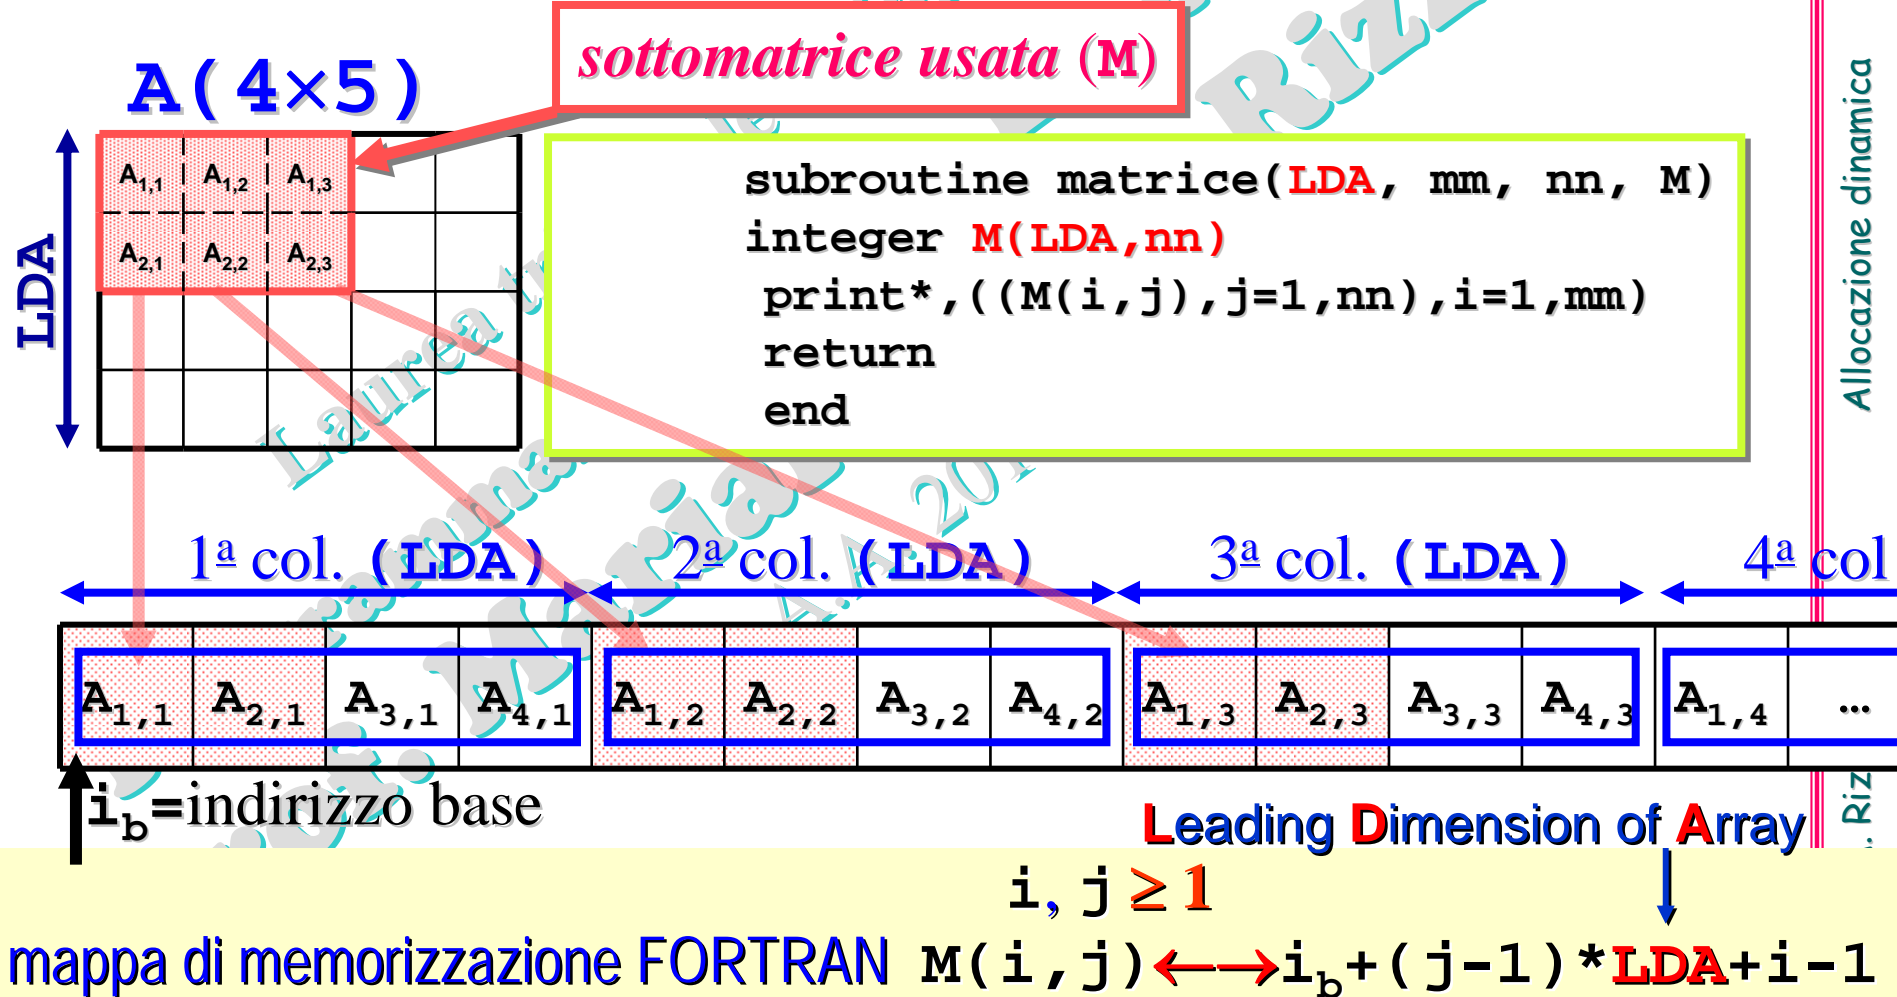 sottomatrice usata (M)
A(4×5)
LDA
A1,1 A1,2 A1,3
A2,1 A2,2 A2,3
subroutine matrice(LDA, mm, nn, M)
integer M(LDA,nn)
print*,((M(i,j),j=1,nn),i=1,mm)
return
end
Allocazione dinamica
1ª col. (LDA) 2ª col. (LDA) 3ª col. (LDA) 4ª col
A1,1 A2,1 A3,1 A4,1 A1,2 A2,2 A3,2 A4,2 A1,3 A2,3 A3,3 A4,3 A1,4 ...
ib=indirizzo base
Leading Dimension of Array
i, j ≥ 1
mappa di memorizzazione FORTRAN M(i,j)←→ib+(j-1)*LDA+i-1